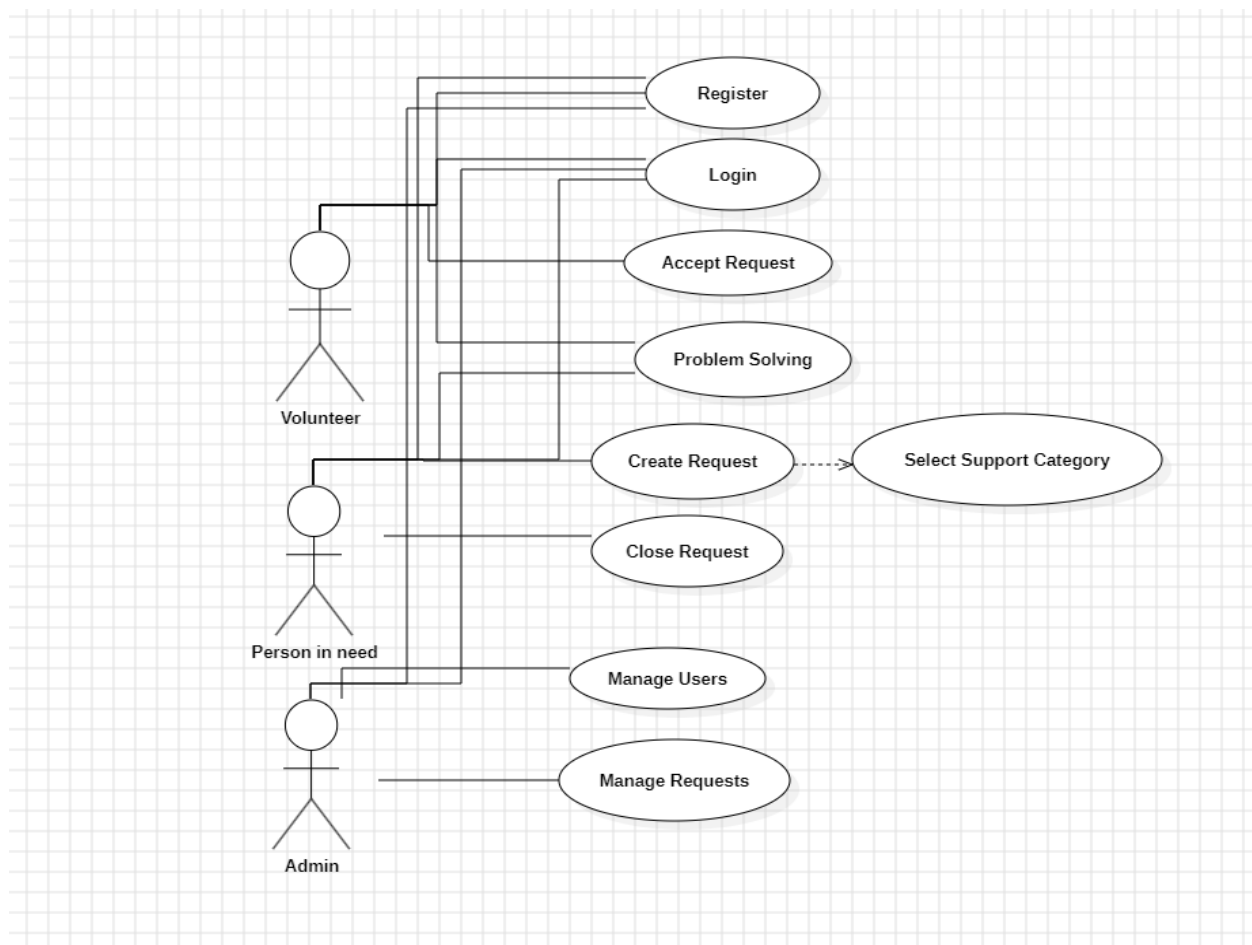 Register
Login
Accept Request
Problem Solving
Volunteer
Create Request
Select Support Category
Close Request
Person in need
Manage Users
Manage Requests
Admin